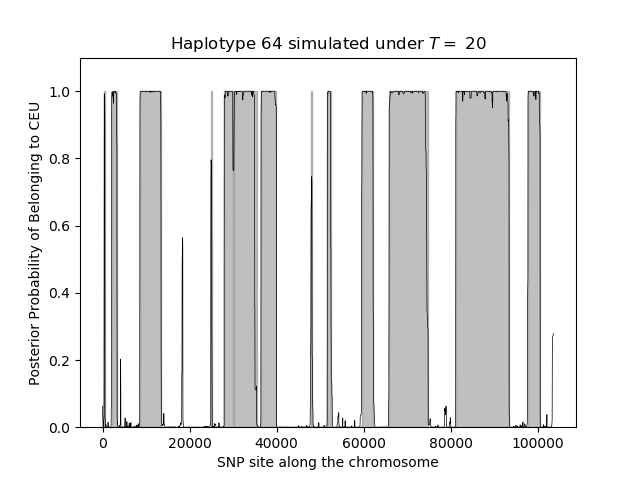 Haplotype 64 simulated under T = 20
Posterior Probability of Belonging to CEU
1.0
0.8
0.6
0.4
0.2
0.0
0 20000 40000 60000 80000 100000
SNP site along the chromosome